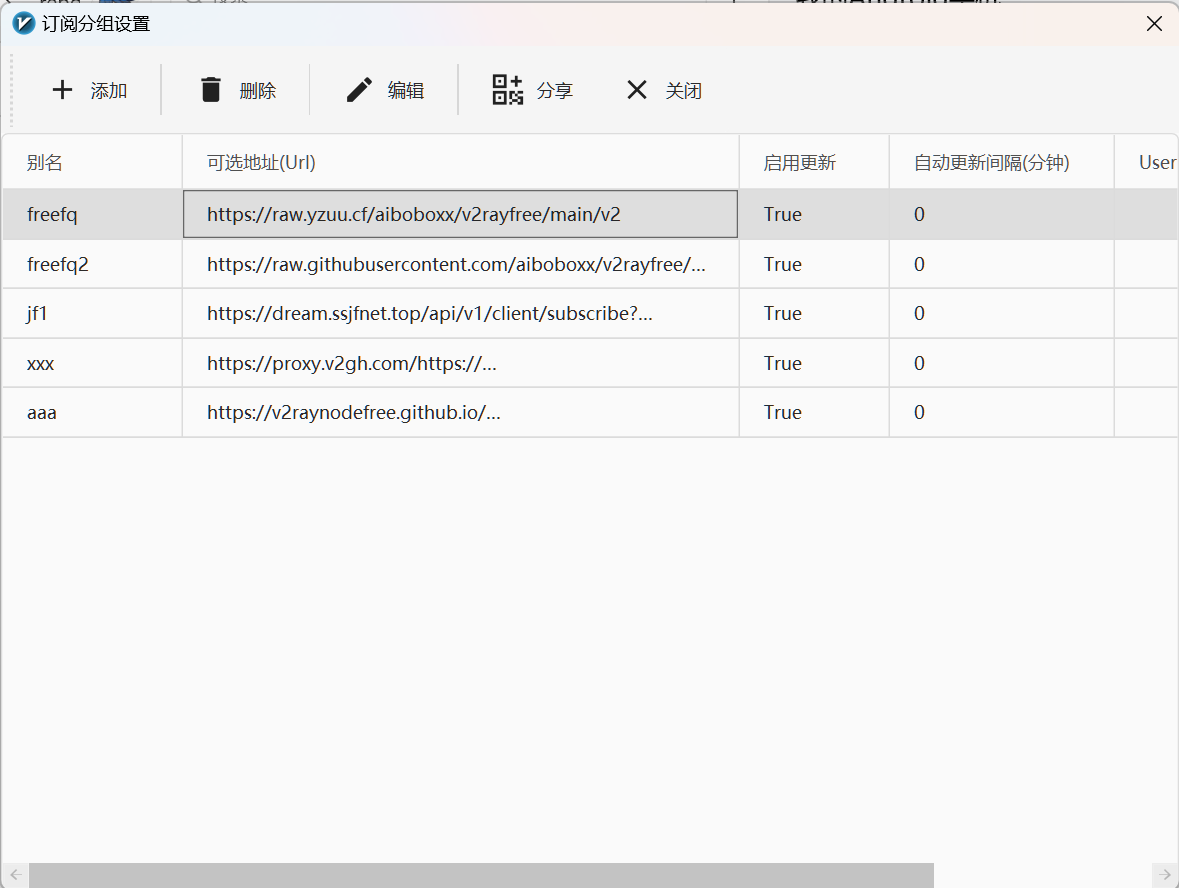 订阅分组设置
添加 删除 编辑 分享 关闭
别名 可选地址(Url) 启用更新 自动更新间隔(分钟) User
freefq https://raw.yzuu.cf/aiboboxx/v2rayfree/main/v2 True 0
freefq2 https://raw.githubusercontent.com/aiboboxx/v2rayfree/... True 0
jf1 https://dream.ssjfnet.top/api/v1/client/subscribe?... True 0
xxx https://proxy.v2gh.com/https://... True 0
aaa https://v2raynodefree.github.io/... True 0